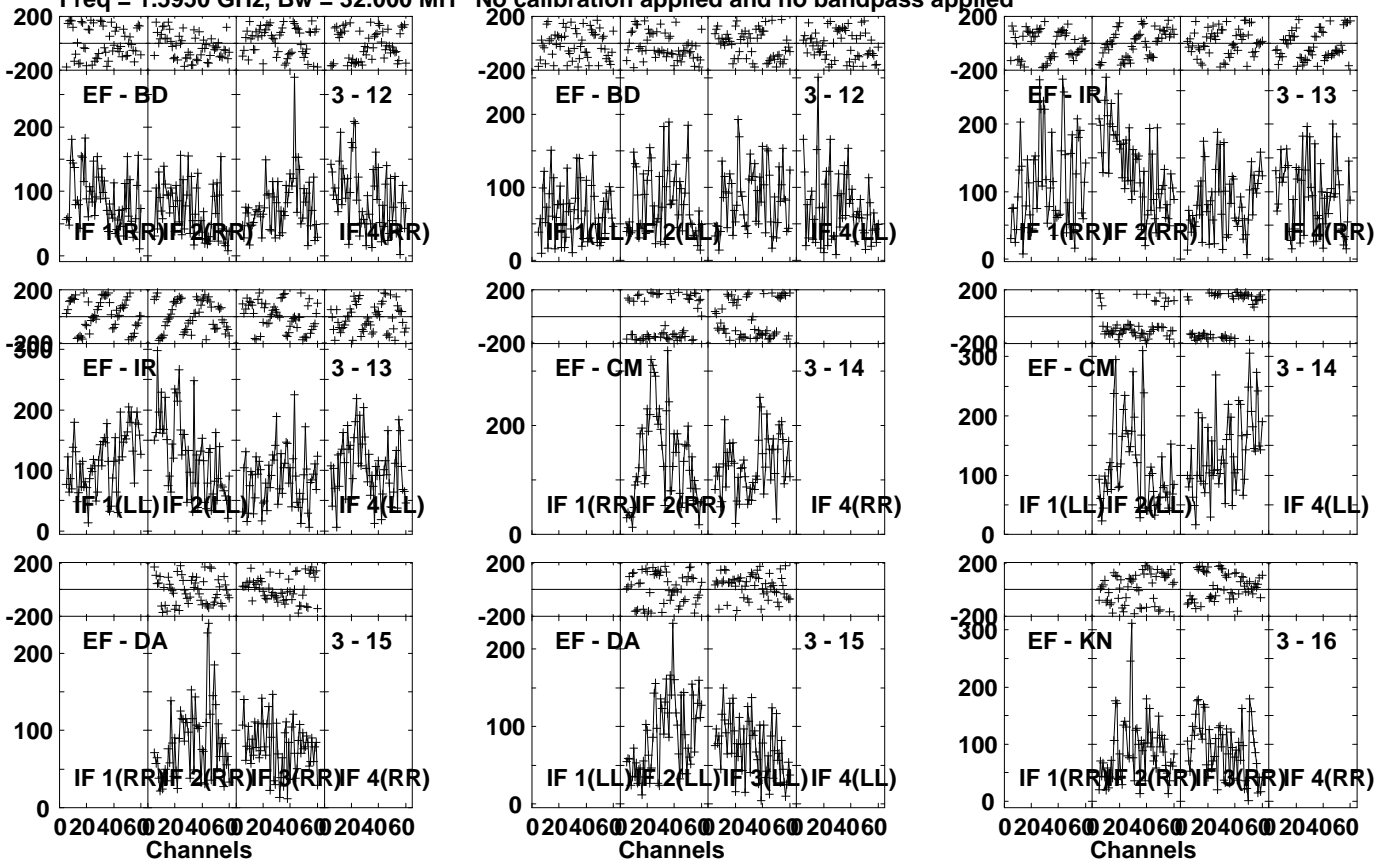 Freq = 1.5950 GHz, Bw = 32.000 MH No calibration applied and no bandpass applied
200
-200
EF - BD 3 - 12
200
100
0
IF 1(RR) IF 2(RR) IF 4(RR)
200
-200
EF - BD 3 - 12
200
100
0
IF 1(LL) IF 2(LL) IF 4(LL)
200
-200
EF - IR 3 - 13
200
100
0
IF 1(RR) IF 2(RR) IF 4(RR)
200
-200
300
EF - IR 3 - 13
200
100
0
IF 1(LL) IF 2(LL) IF 4(LL)
200
-200
EF - CM 3 - 14
200
0
IF 1(RR) IF 2(RR) IF 4(RR)
200
-200
300
EF - CM 3 - 14
200
100
0
IF 1(LL) IF 2(LL) IF 4(LL)
200
-200
EF - DA 3 - 15
200
100
0
IF 1(RR) IF 2(RR) IF 3(RR) IF 4(RR)
0 20 40 60 0 20 40 60 0 20 40 60 0 20 40 60
Channels
200
-200
EF - DA 3 - 15
200
100
0
IF 1(LL) IF 2(LL) IF 3(LL) IF 4(LL)
0 20 40 60 0 20 40 60 0 20 40 60 0 20 40 60
Channels
200
-200
300
EF - KN 3 - 16
200
100
0
IF 1(RR) IF 2(RR) IF 3(RR) IF 4(RR)
0 20 40 60 0 20 40 60 0 20 40 60 0 20 40 60
Channels